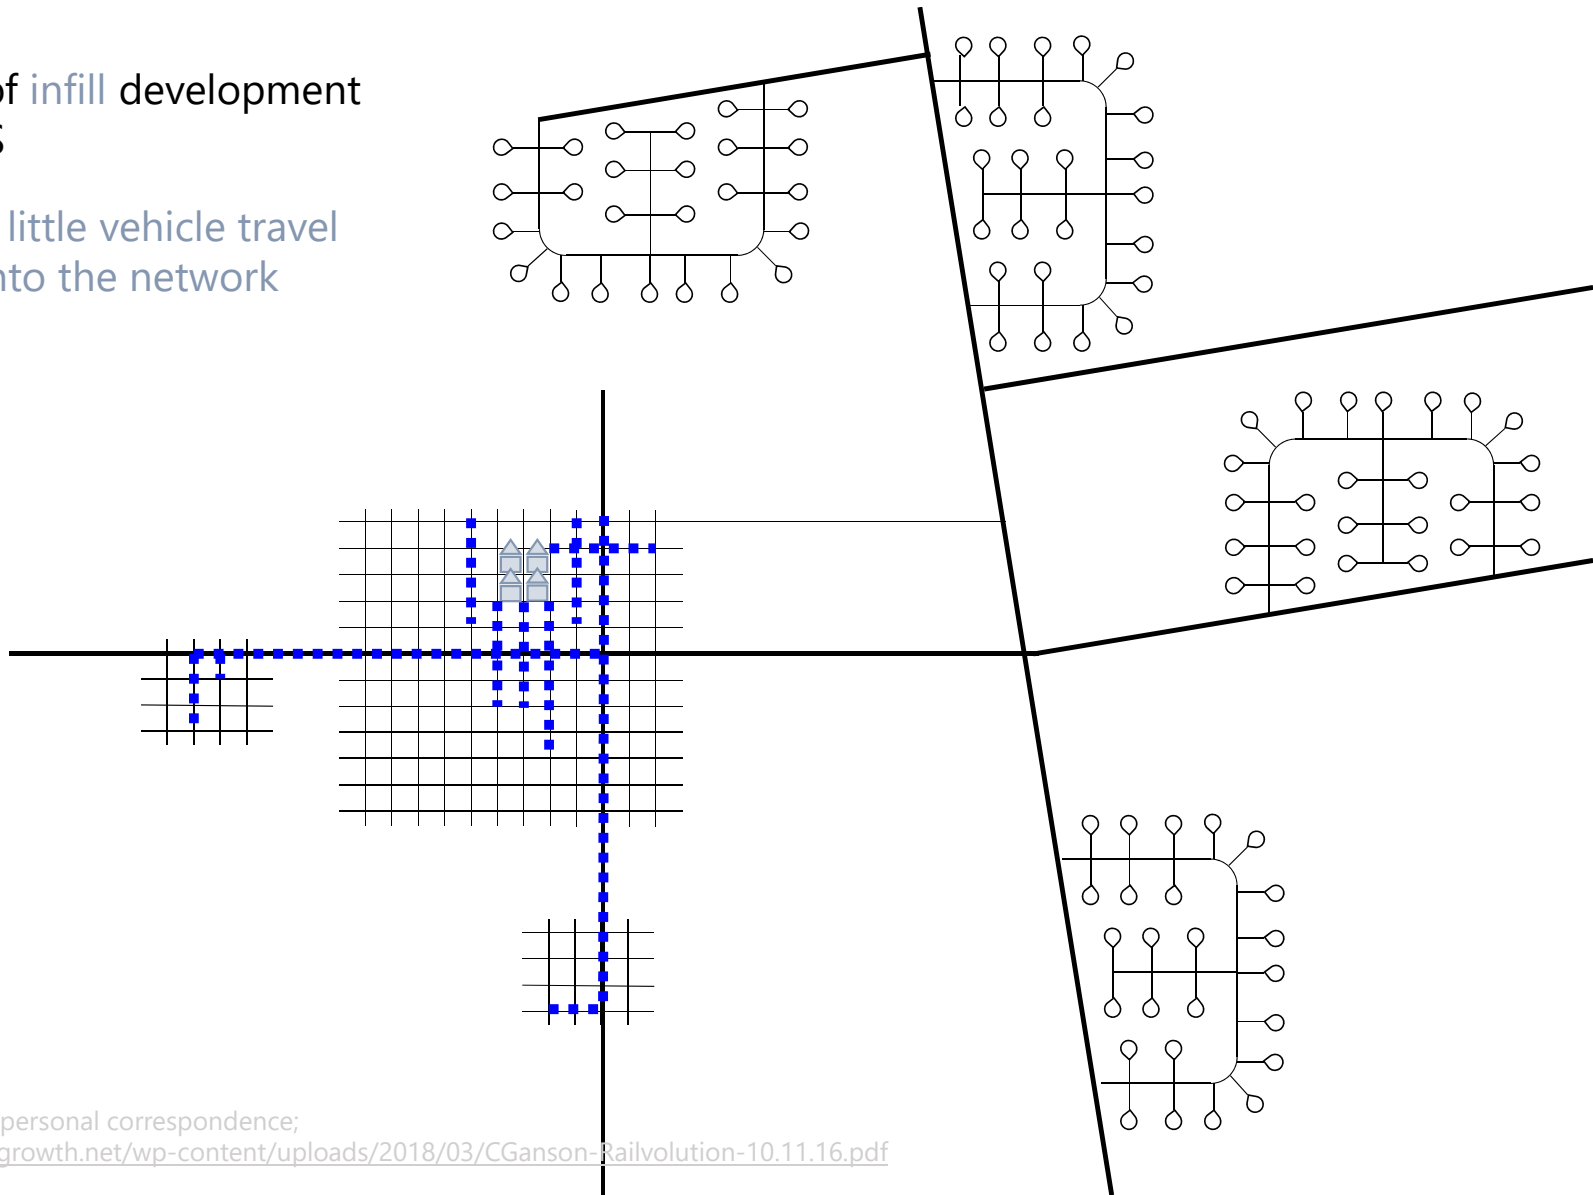 of infill development
s
little vehicle travel
nto the network
personal correspondence;
growth.net/wp-content/uploads/2018/03/CGanson-Railvolution-10.11.16.pdf